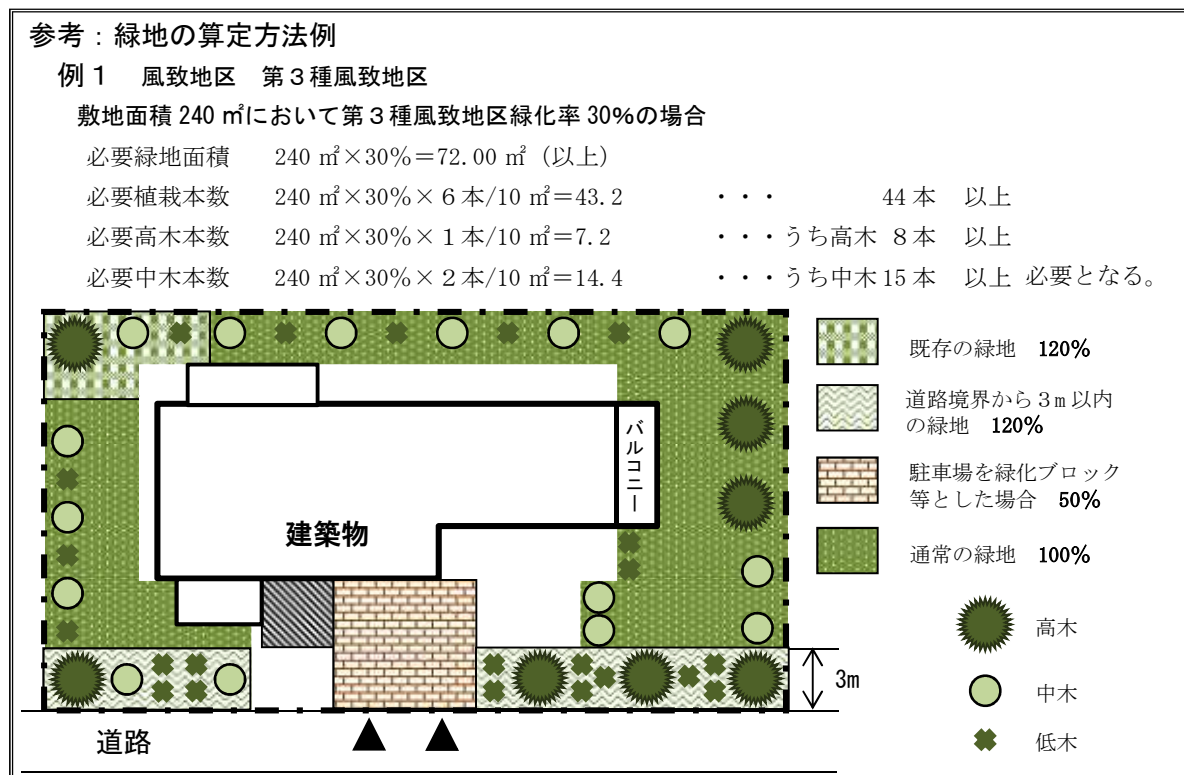 参考：緑地の算定方法例
例１　風致地区　第３種風致地区
敷地面積 240 ㎡において第３種風致地区緑化率 30%の場合
必要緑地面積　240 ㎡×30％＝72.00 ㎡（以上）
必要植栽本数　240 ㎡×30％×６本/10 ㎡＝43.2　・・・　44 本　以上
必要高木本数　240 ㎡×30％×１本/10 ㎡＝7.2　・・・うち高木 8 本　以上
必要中木本数　240 ㎡×30％×２本/10 ㎡＝14.4　・・・うち中木 15 本　以上 必要となる。
バルコニー
建築物
道路
3m
既存の緑地　120%
道路境界から３ｍ以内
の緑地　120%
駐車場を緑化ブロック
等とした場合　50%
通常の緑地　100%
高木
中木
低木